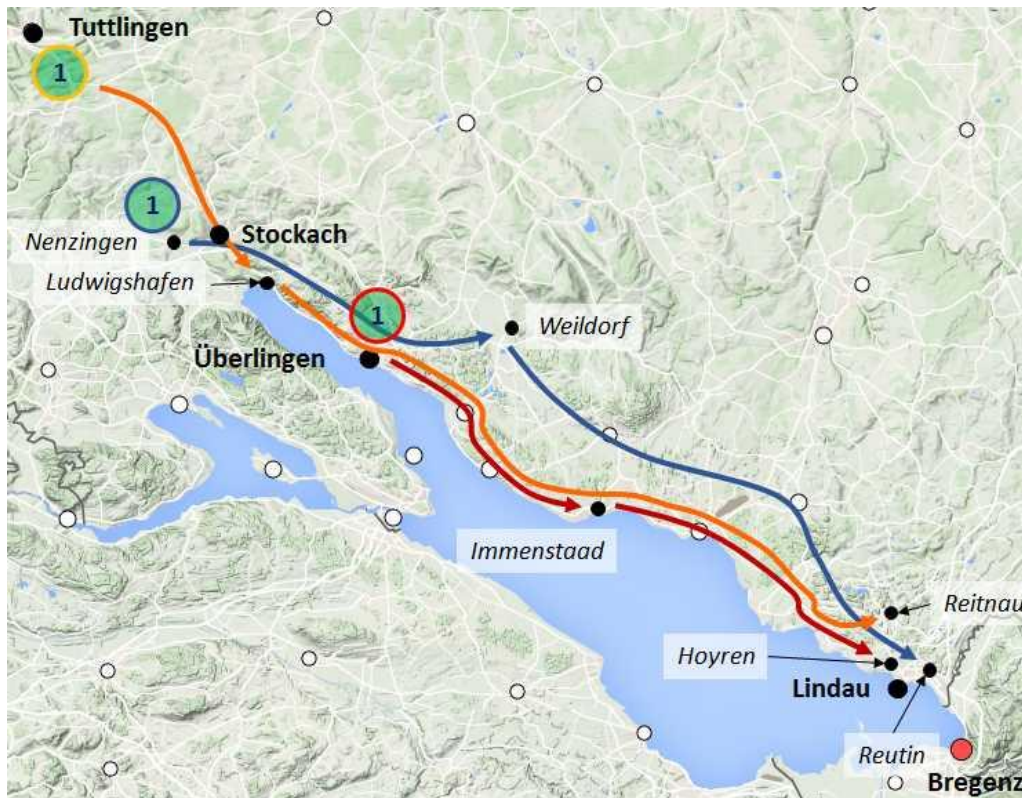 Tuttlingen
1
1
Nenzingen
Stockach
Ludwigshafen
1
Weildorf
Überlingen
Immenstaad
Reitnau
Hoyren
Lindau
Reutin
Bregenz